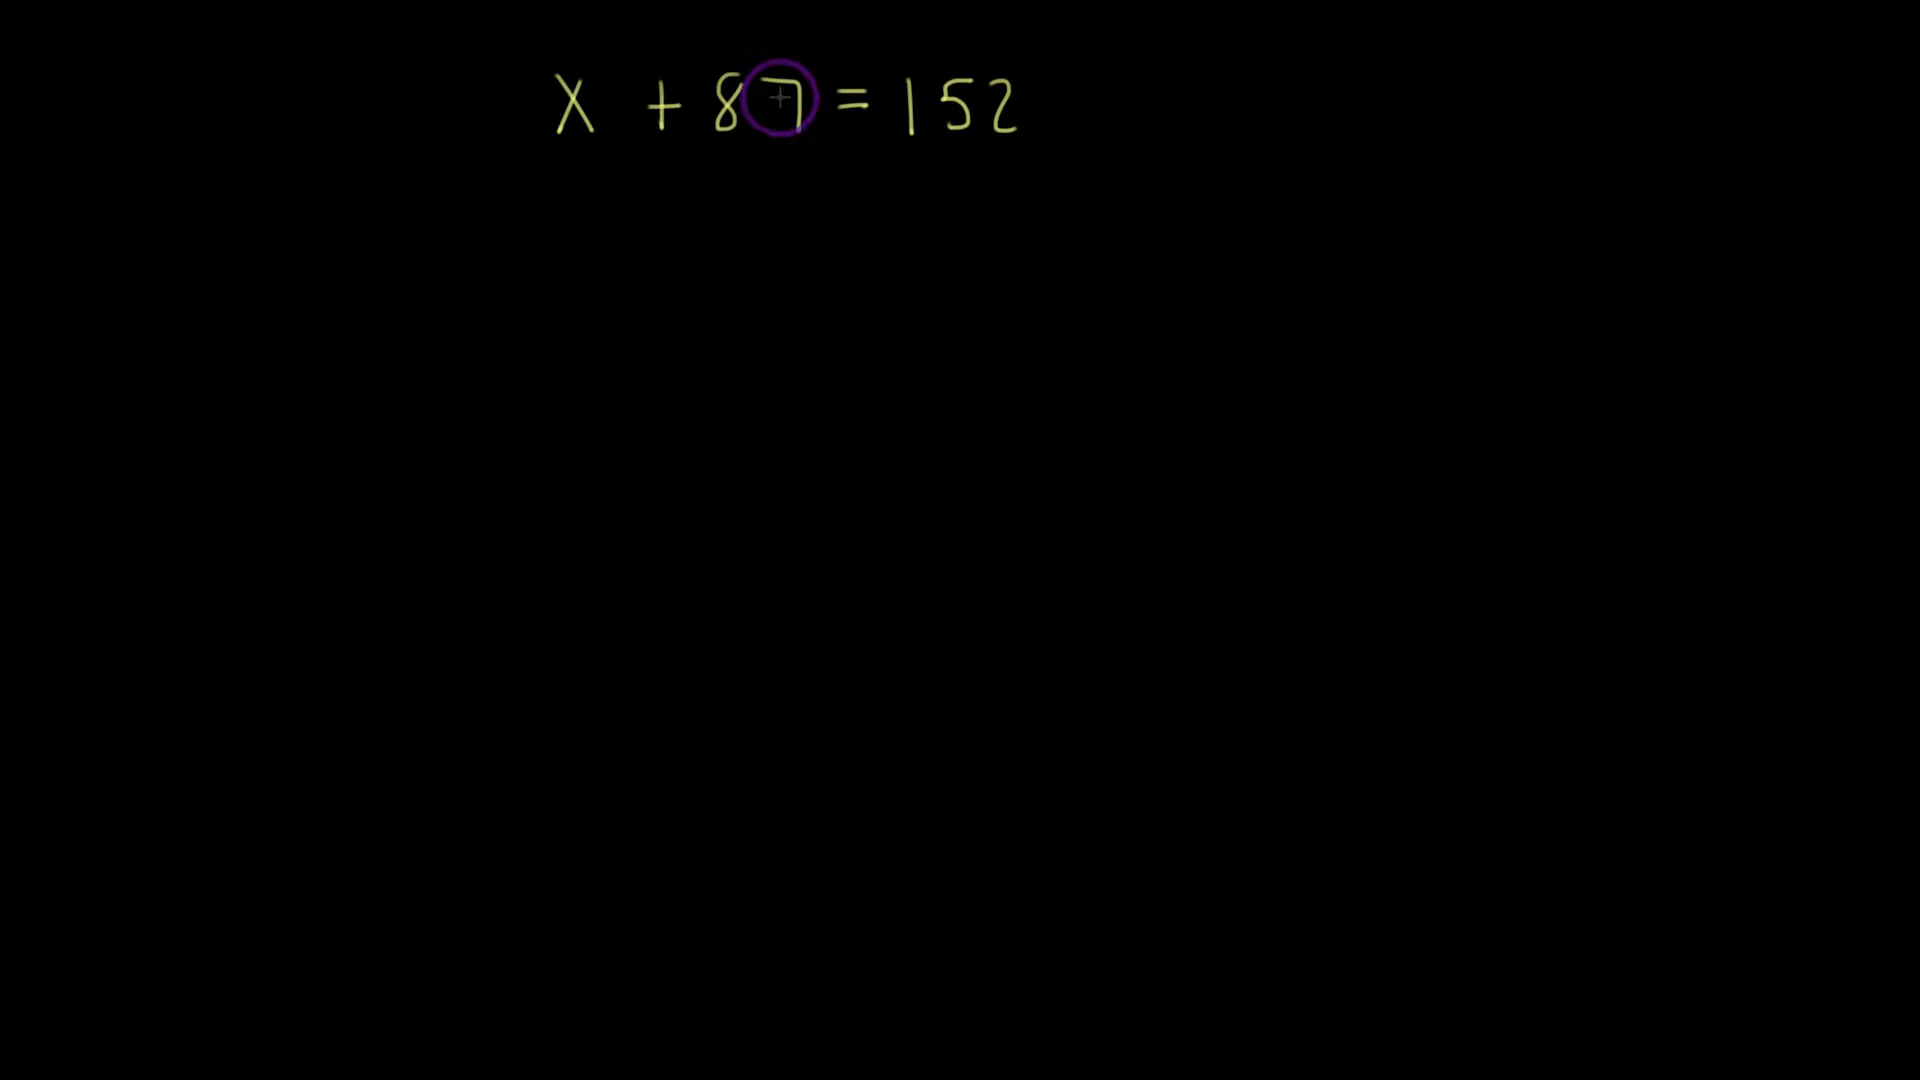 X + 87 = 152